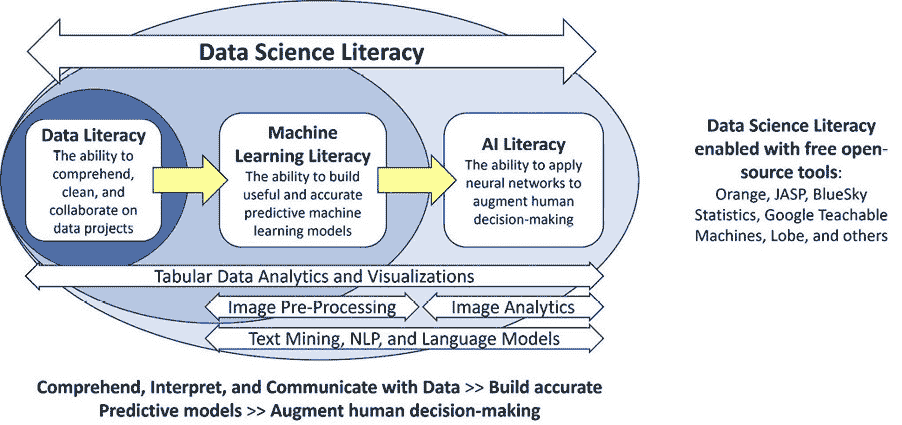 Data Science Literacy
Data Literacy
The ability to
comprehend,
clean, and
collaborate on
data projects
Machine
Learning Literacy
The ability to build
useful and accurate
predictive machine
learning models
AI Literacy
The ability to apply
neural networks to
augment human
decision-making
Data Science Literacy
enabled with free open-
source tools:
Orange, JASP, BlueSky
Statistics, Google Teachable
Machines, Lobe, and others
Tabular Data Analytics and Visualizations
Image Pre-Processing
Image Analytics
Text Mining, NLP, and Language Models
Comprehend, Interpret, and Communicate with Data >> Build accurate
Predictive models >> Augment human decision-making